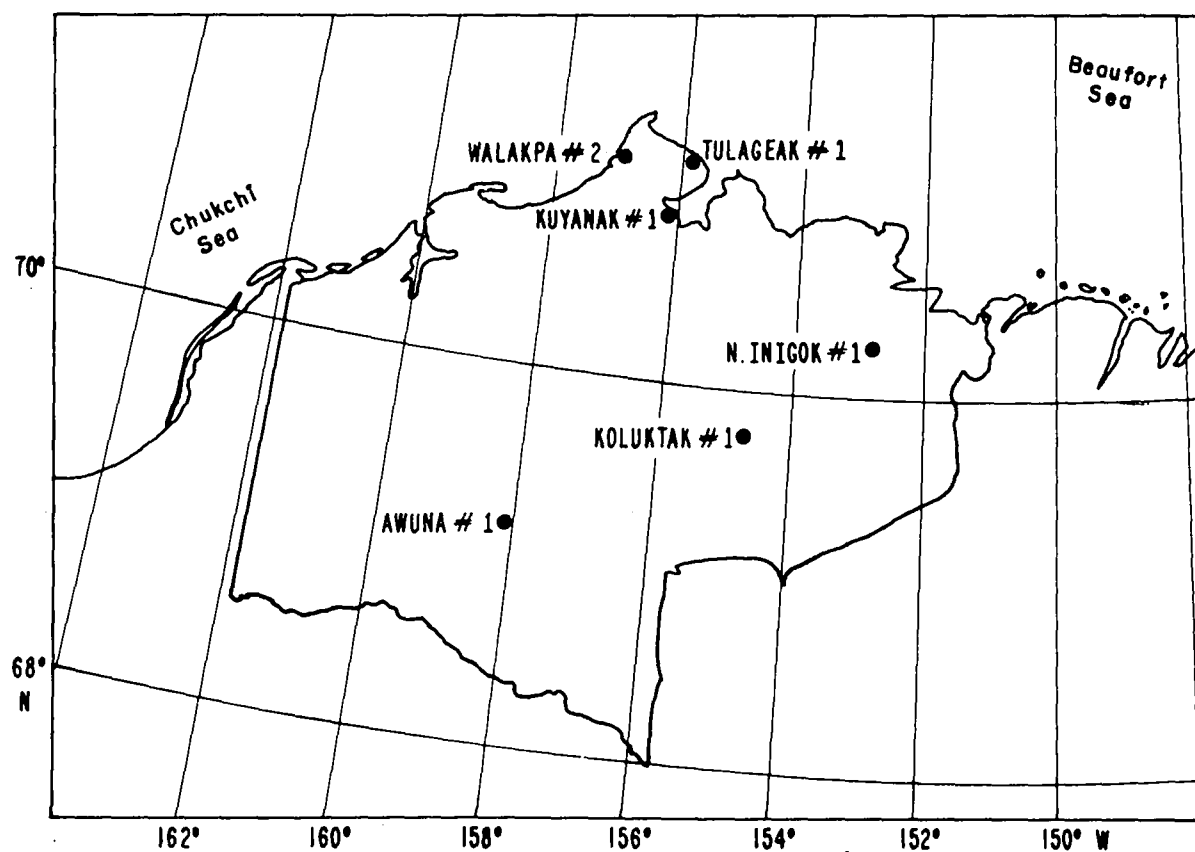 Beaufort
Sea
WALAKPA # 2
TULAGEAK # 1
Chukchi
Sea
KUYANAK # 1
70°
N. INIGOK # 1
KOLUKTAK # 1
AWUNA # 1
68°
N
162° 160° 158° 156° 154° 152° 150° W